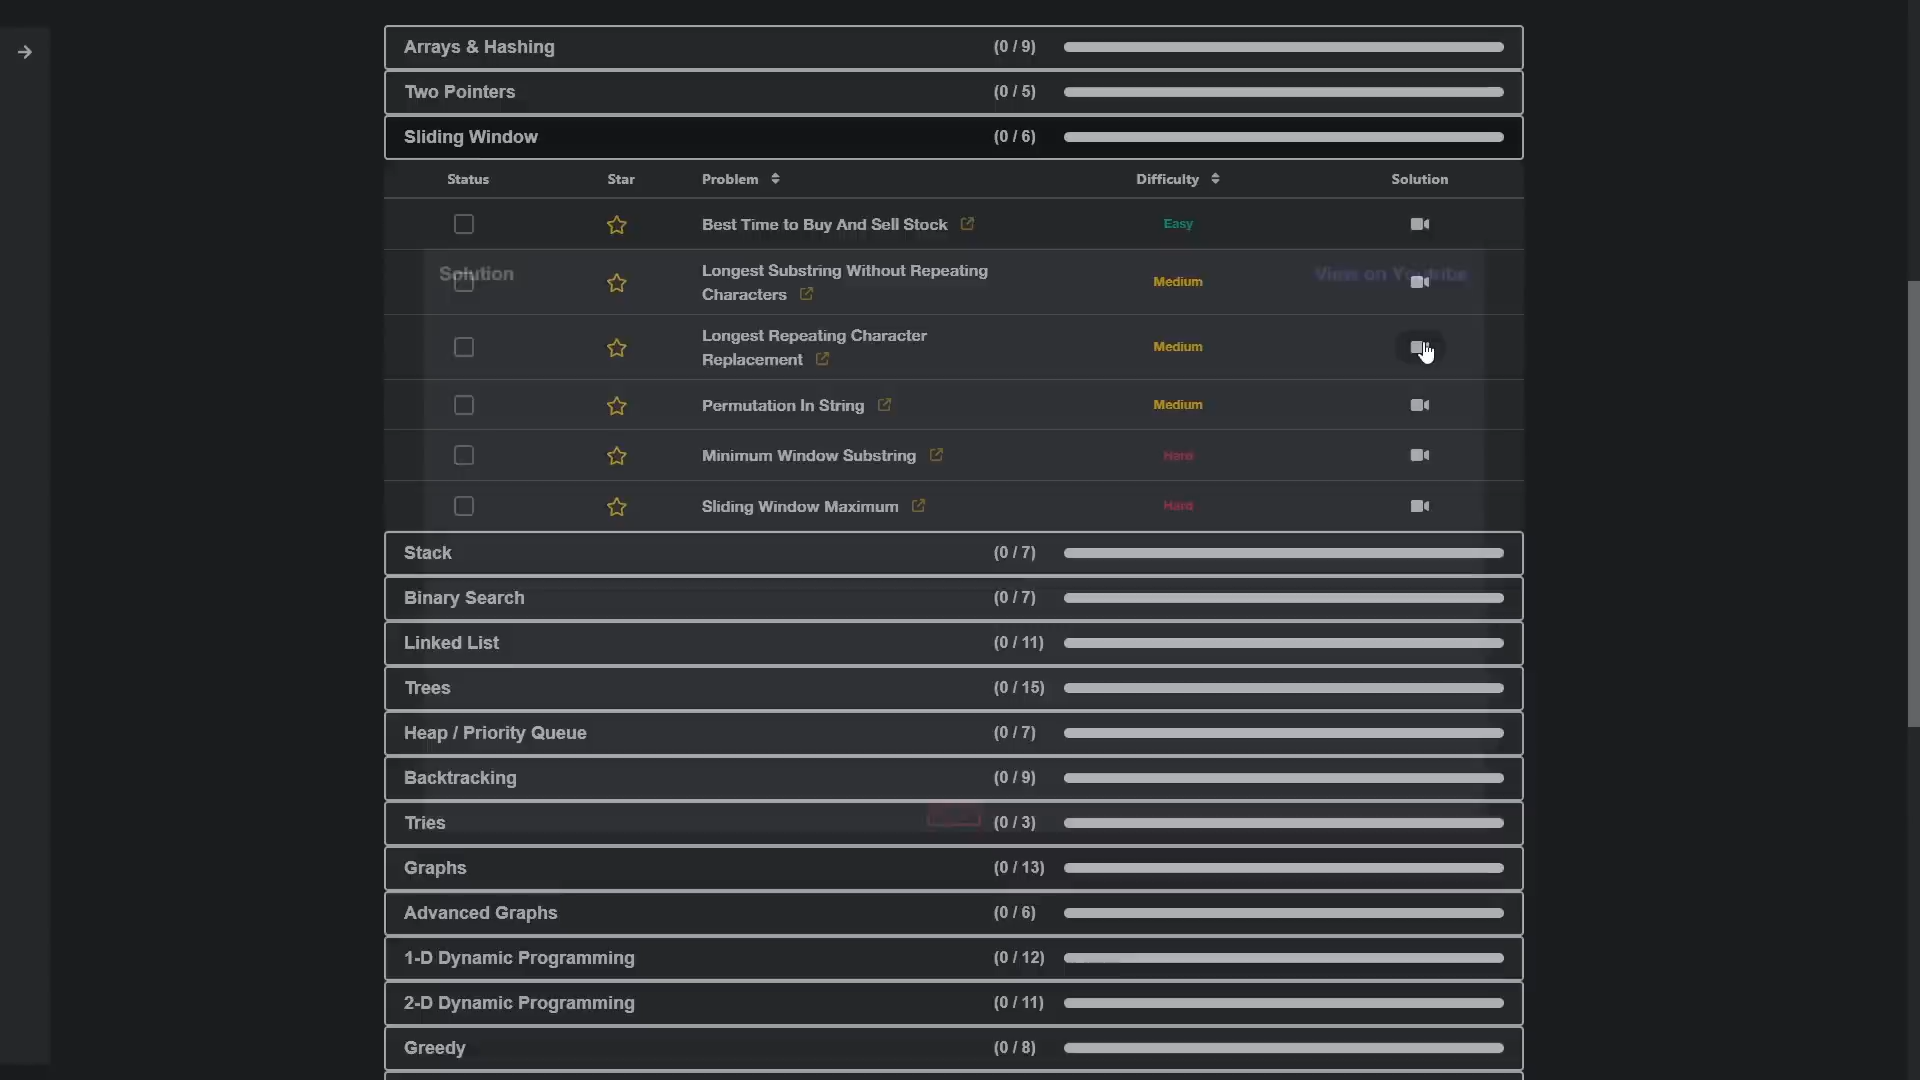 Arrays & Hashing (0 / 9)
Two Pointers (0 / 5)
Sliding Window (0 / 6)
Status Star Problem Difficulty Solution
Best Time to Buy And Sell Stock Easy
Solution View on Youtube
Longest Substring Without Repeating
Characters Medium
Longest Repeating Character
Replacement Medium
Permutation In String Medium
Minimum Window Substring Hard
Sliding Window Maximum Hard
Stack (0 / 7)
Binary Search (0 / 7)
Linked List (0 / 11)
Trees (0 / 15)
Heap / Priority Queue (0 / 7)
Backtracking (0 / 9)
Tries (0 / 3)
Graphs (0 / 13)
Advanced Graphs (0 / 6)
1-D Dynamic Programming (0 / 12)
2-D Dynamic Programming (0 / 11)
Greedy (0 / 8)